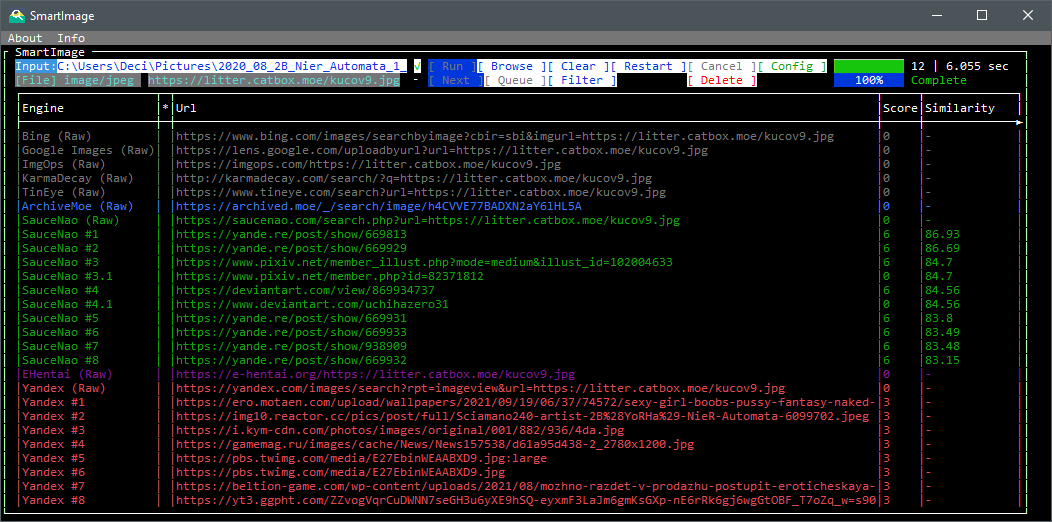 SmartImage
About Info
SmartImage
Input: C:\Users\Deci\Pictures\2020_08_2B_Nier_Automata_1_ √ [ Run ][ Browse ][ Clear ][ Restart ][ Cancel ][ Config ] 12 | 6.055 sec
[File] image/jpeg https://litter.catbox.moe/kucov9.jpg - [ Next ][ Queue ][ Filter ] [ Delete ] 100% Complete
Engine * Url Score Similarity
Bing (Raw) https://www.bing.com/images/searchbyimage?cbir=sbi&imgurl=https://litter.catbox.moe/kucov9.jpg 0 -
Google Images (Raw) https://lens.google.com/uploadbyurl?url=https://litter.catbox.moe/kucov9.jpg 0 -
ImgOps (Raw) https://imgops.com/https://litter.catbox.moe/kucov9.jpg 0 -
KarmaDecay (Raw) http://karmadecay.com/search/?q=https://litter.catbox.moe/kucov9.jpg 0 -
TinEye (Raw) https://www.tineye.com/search?url=https://litter.catbox.moe/kucov9.jpg 0 -
ArchiveMoe (Raw) https://archived.moe/_/search/image/h4CVVE77BADXN2aY6lHL5A 0 -
SauceNao (Raw) https://saucenao.com/search.php?url=https://litter.catbox.moe/kucov9.jpg 0 -
SauceNao #1 https://yande.re/post/show/669813 6 86.93
SauceNao #2 https://yande.re/post/show/669929 6 86.69
SauceNao #3 https://www.pixiv.net/member_illust.php?mode=medium&illust_id=102004633 6 84.7
SauceNao #3.1 https://www.pixiv.net/member.php?id=82371812 0 84.7
SauceNao #4 https://deviantart.com/view/869934737 6 84.56
SauceNao #4.1 https://www.deviantart.com/uchihazero31 0 84.56
SauceNao #5 https://yande.re/post/show/669931 6 83.8
SauceNao #6 https://yande.re/post/show/669933 6 83.49
SauceNao #7 https://yande.re/post/show/938909 6 83.48
SauceNao #8 https://yande.re/post/show/669932 6 83.15
EHentai (Raw) https://e-hentai.org/https://litter.catbox.moe/kucov9.jpg 0 -
Yandex (Raw) https://yandex.com/images/search?rpt=imageview&url=https://litter.catbox.moe/kucov9.jpg 0 -
Yandex #1 https://ero.motaen.com/upload/wallpapers/2021/09/19/06/37/74572/sexy-girl-boobs-pussy-fantasy-naked- 3 -
Yandex #2 https://img10.reactor.cc/pics/post/full/Sciamano240-artist-2B%28YoRHa%29-NieR-Automata-6099702.jpeg 3 -
Yandex #3 https://i.kym-cdn.com/photos/images/original/001/882/936/4da.jpg 3 -
Yandex #4 https://gamemag.ru/images/cache/News/News157538/d61a95d438-2_2780x1200.jpg 3 -
Yandex #5 https://pbs.twimg.com/media/E27EbinWEAABXD9.jpg:large 3 -
Yandex #6 https://pbs.twimg.com/media/E27EbinWEAABXD9.jpg 3 -
Yandex #7 https://beltion-game.com/wp-content/uploads/2021/08/mozhno-razdet-v-prodazhu-postupit-eroticheskaya- 3 -
Yandex #8 https://yt3.ggpht.com/ZZvogVqrCuDWNN7seGH3u6yXE9hSQ-eyxmF3LaJm6gmKsGXp-nE6rRk6gj6wgGtOBF_T7oZq_w=s90 3 -